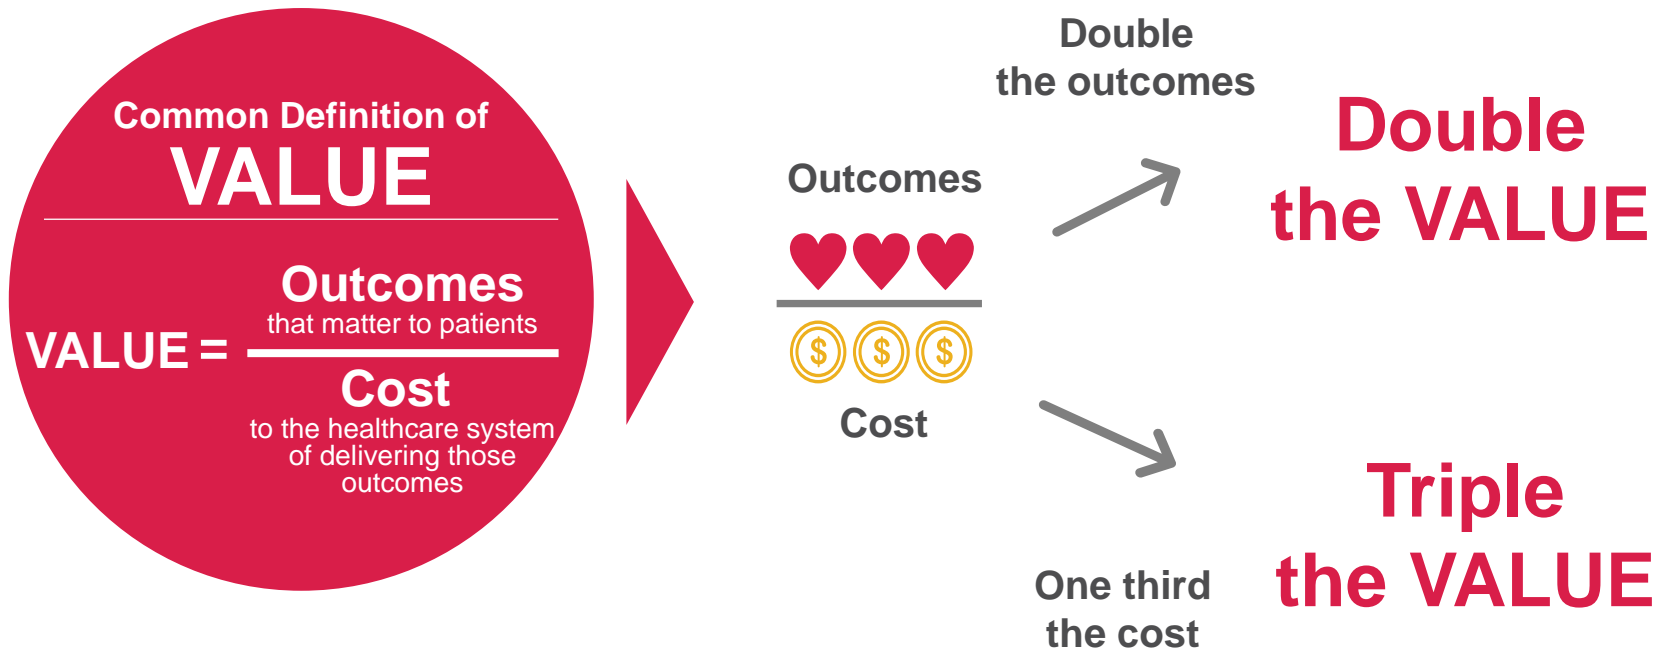 Common Definition of
VALUE
VALUE =
Outcomes
that matter to patients
Cost
to the healthcare system
of delivering those
outcomes
Outcomes
$ $ $
Cost
Double
the outcomes
Double
the VALUE
One third
the cost
Triple
the VALUE